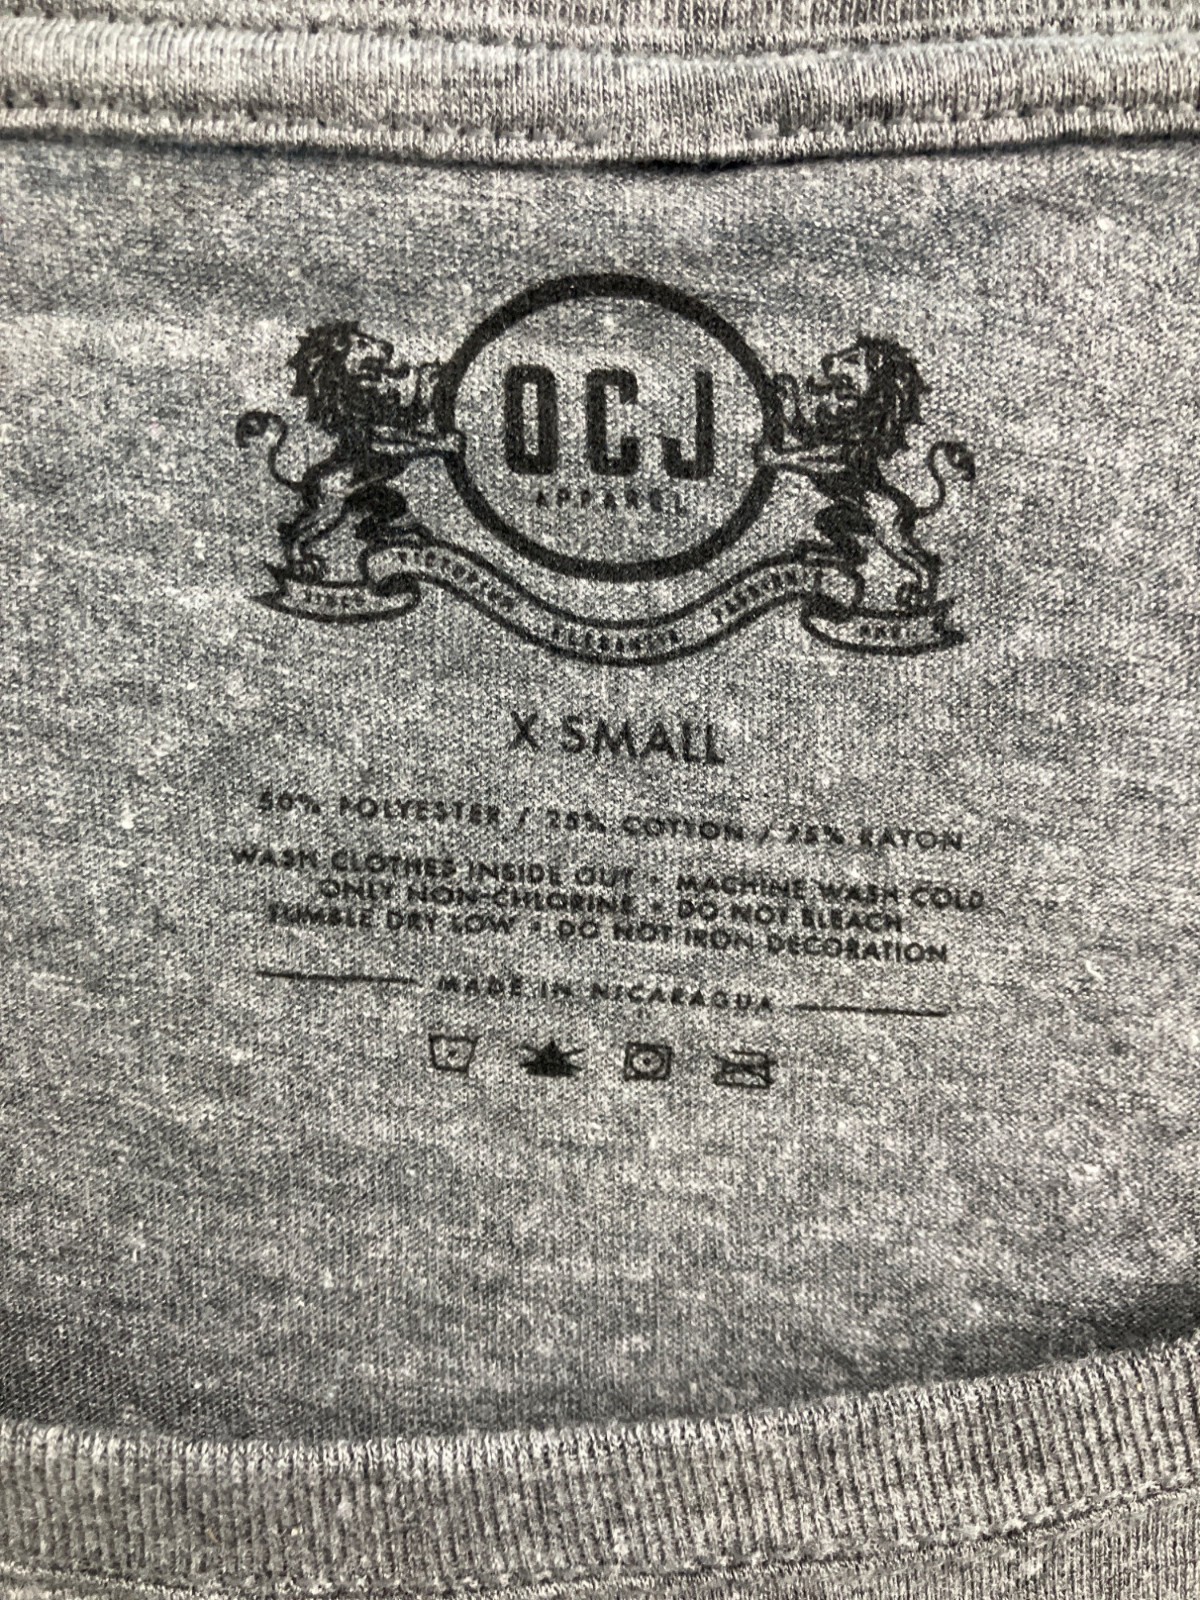 OCJ
APPAREL
X-SMALL
50% POLYESTER / 25% COTTON / 25% RAYON
WASH CLOTHES INSIDE OUT • MACHINE WASH COLD
ONLY NON-CHLORINE • DO NOT BLEACH
TUMBLE DRY LOW • DO NOT IRON DECORATION
MADE IN NICARAGUA